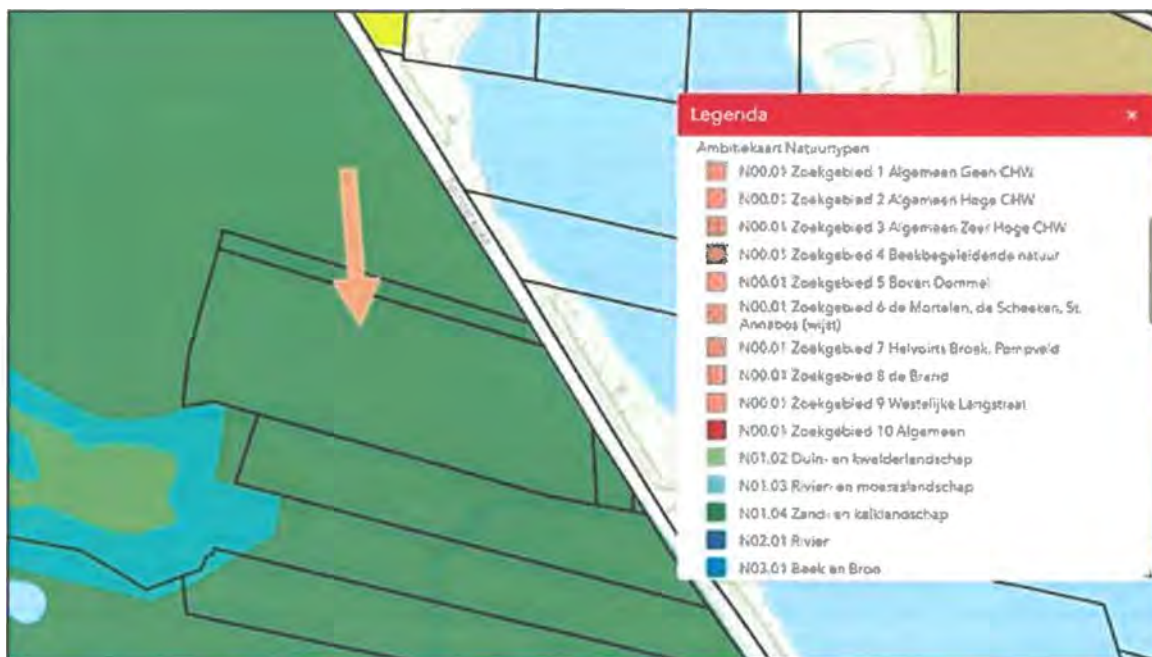 Legenda ×
Ambitiekaart Natuurtypen
N00.01 Zoekgebied 1 Algemeen Geen CHW
N00.01 Zoekgebied 2 Algemeen Hoge CHW
N00.01 Zoekgebied 3 Algemeen Zeer Hoge CHW
N00.01 Zoekgebied 4 Beekbegeleidende natuur
N00.01 Zoekgebied 5 Boven Dommel
N00.01 Zoekgebied 6 de Mortelen, de Scheeken, St.
Annabos (wijst)
N00.01 Zoekgebied 7 Helvoirts Broek, Pompveld
N00.01 Zoekgebied 8 de Brand
N00.01 Zoekgebied 9 Westelijke Langstraat
N00.01 Zoekgebied 10 Algemeen
N01.02 Duin- en kwelderlandschap
N01.03 Rivier- en moeraslandschap
N01.04 Zand- en kalklandschap
N02.01 Rivier
N03.01 Beek en Bron